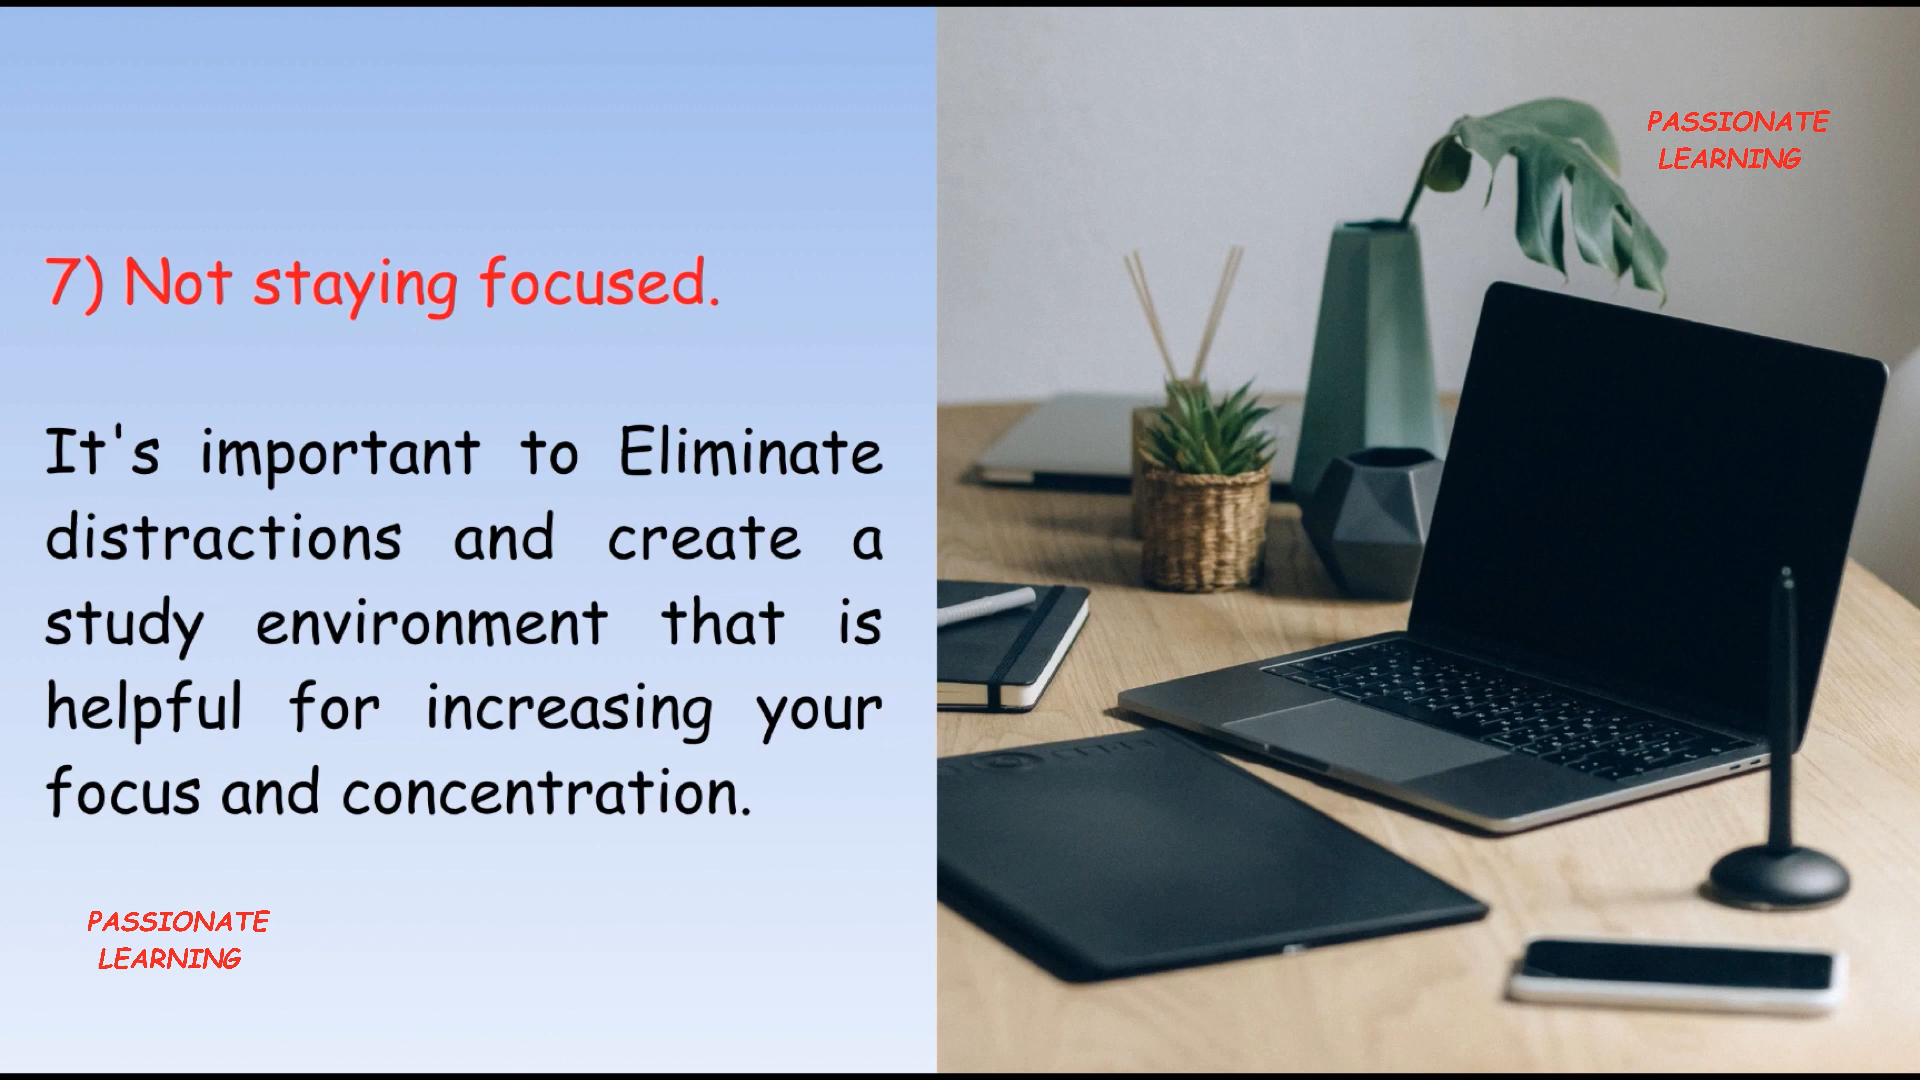 7) Not staying focused.
It's important to Eliminate
distractions and create a
study environment that is
helpful for increasing your
focus and concentration.
PASSIONATE
LEARNING
PASSIONATE
LEARNING